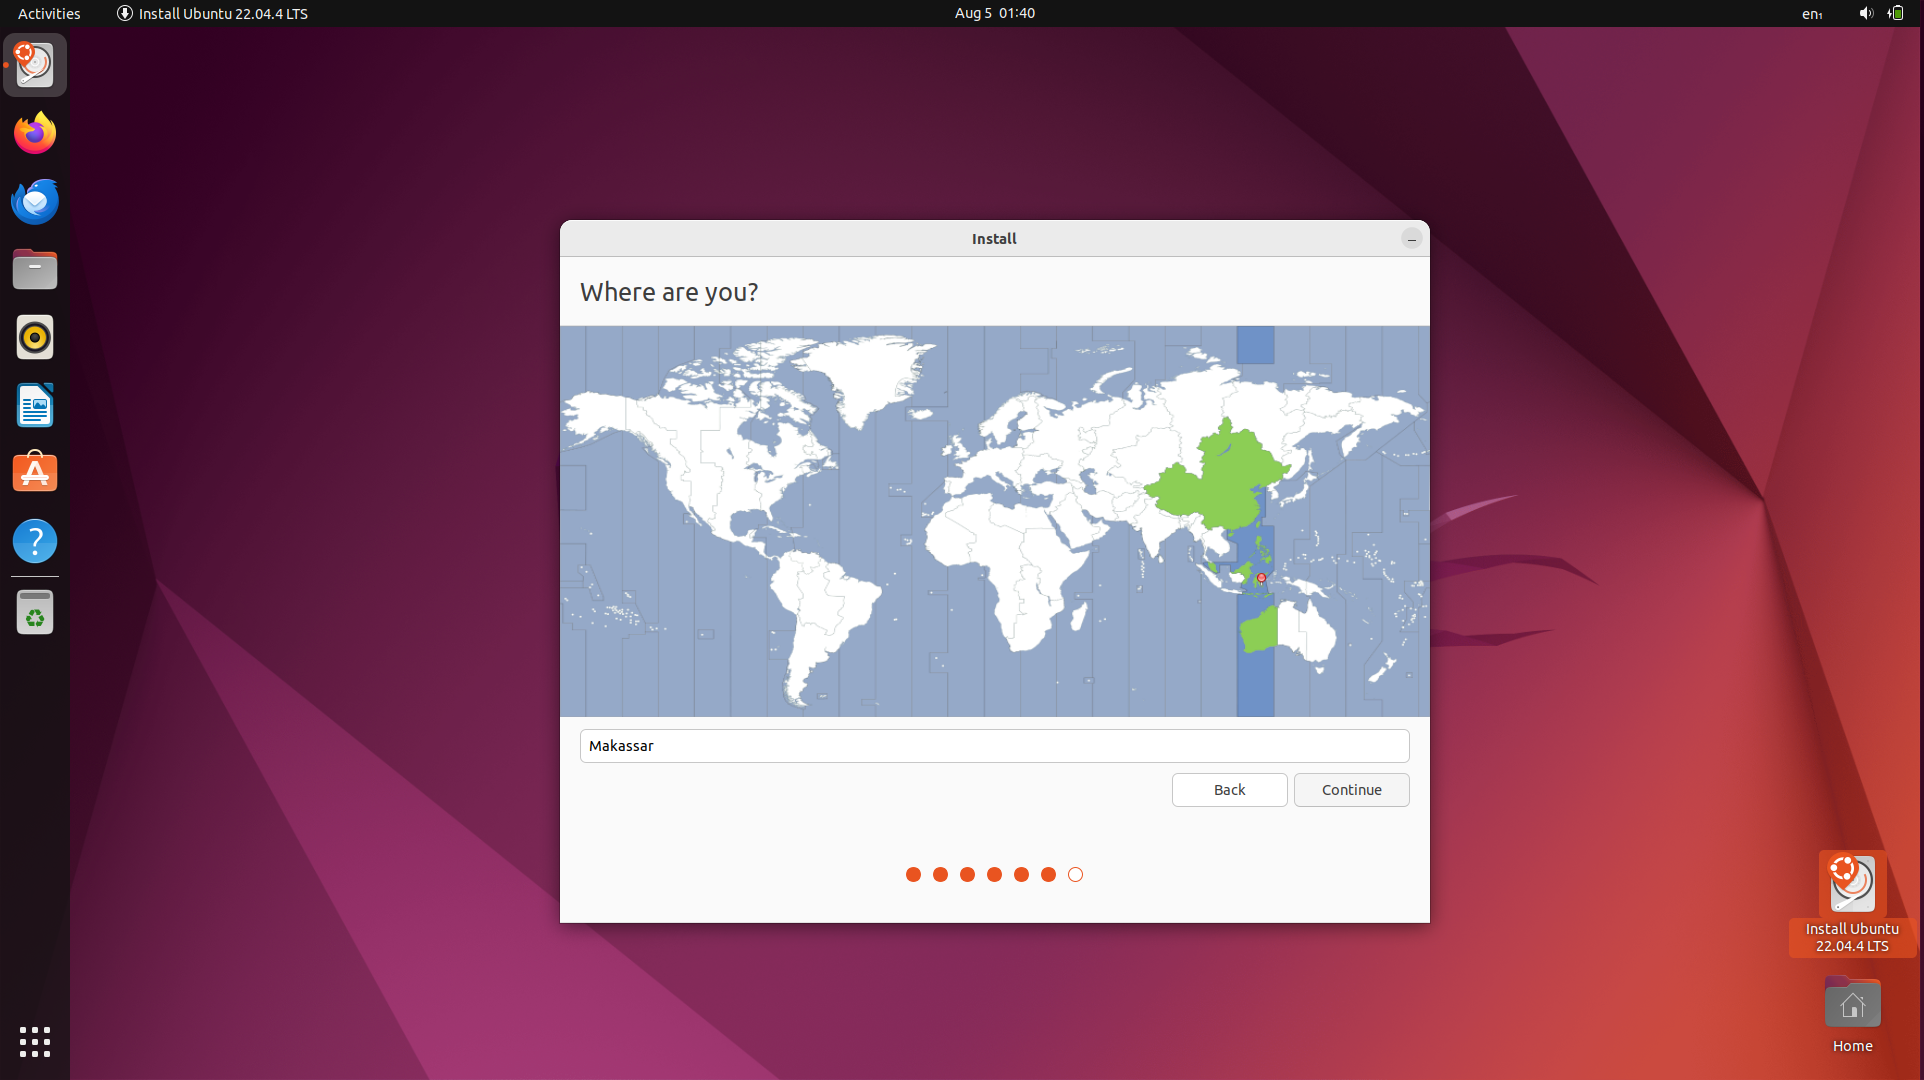 Activities
Install Ubuntu 22.04.4 LTS
Aug 5 01:40
en₁
Install
Where are you?
Makassar
Back
Continue
Install Ubuntu
22.04.4 LTS
Home